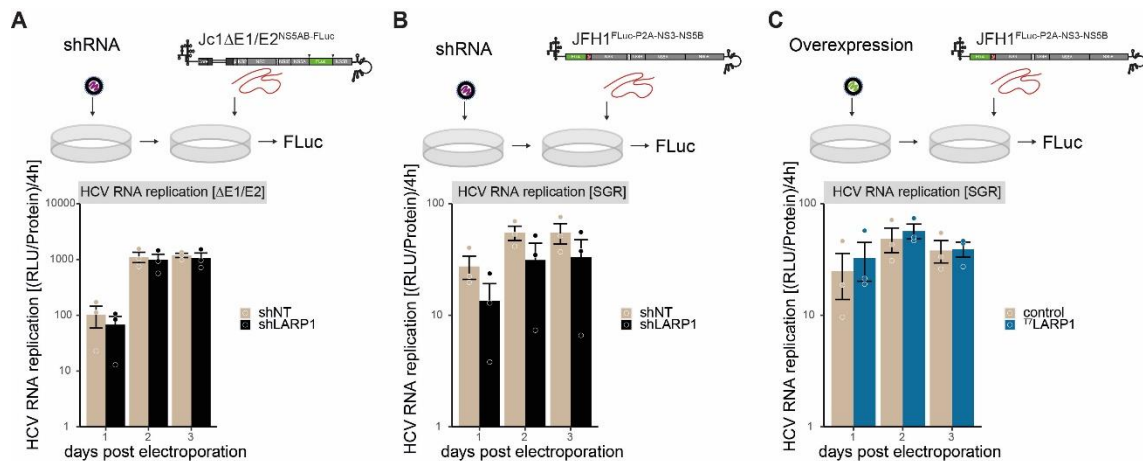 A
shRNA
Jc1ΔE1/E2NS5AB-FLuc
FLuc
HCV RNA replication [(RLU/Protein)/4h]
HCV RNA replication [ΔE1/E2]
10000
1000
100
10
1
1 2 3
days post electroporation
shNT
shLARP1
B
shRNA
JFH1FLuc-P2A-NS3-NS5B
FLuc
HCV RNA replication [(RLU/Protein)/4h]
HCV RNA replication [SGR]
100
10
1
1 2 3
days post electroporation
shNT
shLARP1
C
Overexpression
JFH1FLuc-P2A-NS3-NS5B
FLuc
HCV RNA replication [(RLU/Protein)/4h]
HCV RNA replication [SGR]
100
10
1
1 2 3
days post electroporation
control
T7LARP1